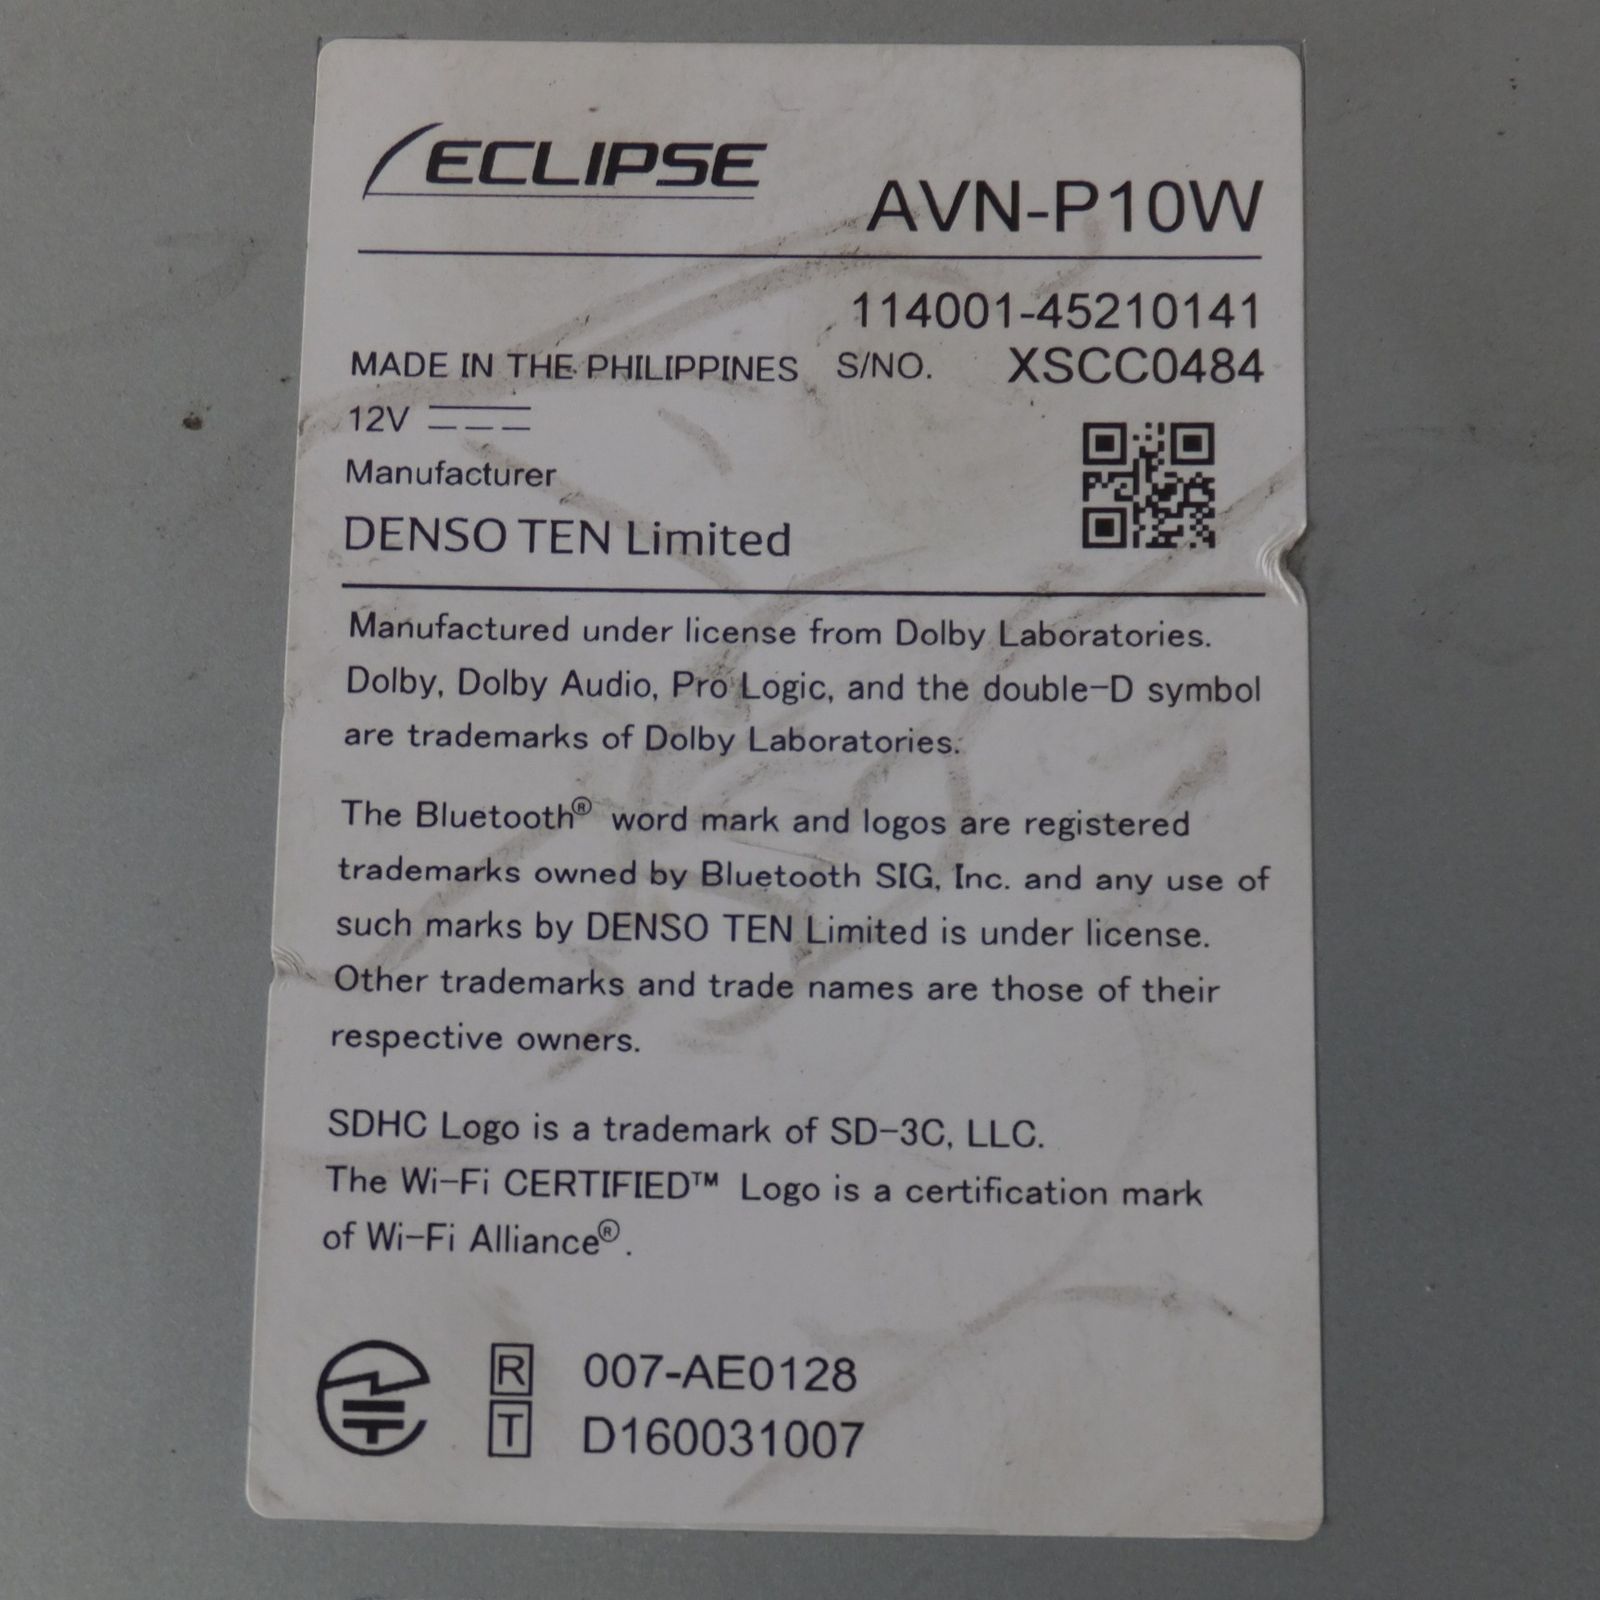 ECLIPSE
AVN-P10W
114001-45210141
MADE IN THE PHILIPPINES S/NO. XSCC0484
12V
Manufacturer
DENSO TEN Limited
Manufactured under license from Dolby Laboratories.
Dolby, Dolby Audio, Pro Logic, and the double-D symbol
are trademarks of Dolby Laboratories.
The Bluetooth® word mark and logos are registered
trademarks owned by Bluetooth SIG, Inc. and any use of
such marks by DENSO TEN Limited is under license.
Other trademarks and trade names are those of their
respective owners.
SDHC Logo is a trademark of SD-3C, LLC.
The Wi-Fi CERTIFIED™ Logo is a certification mark
of Wi-Fi Alliance®.
R 007-AE0128
T D160031007